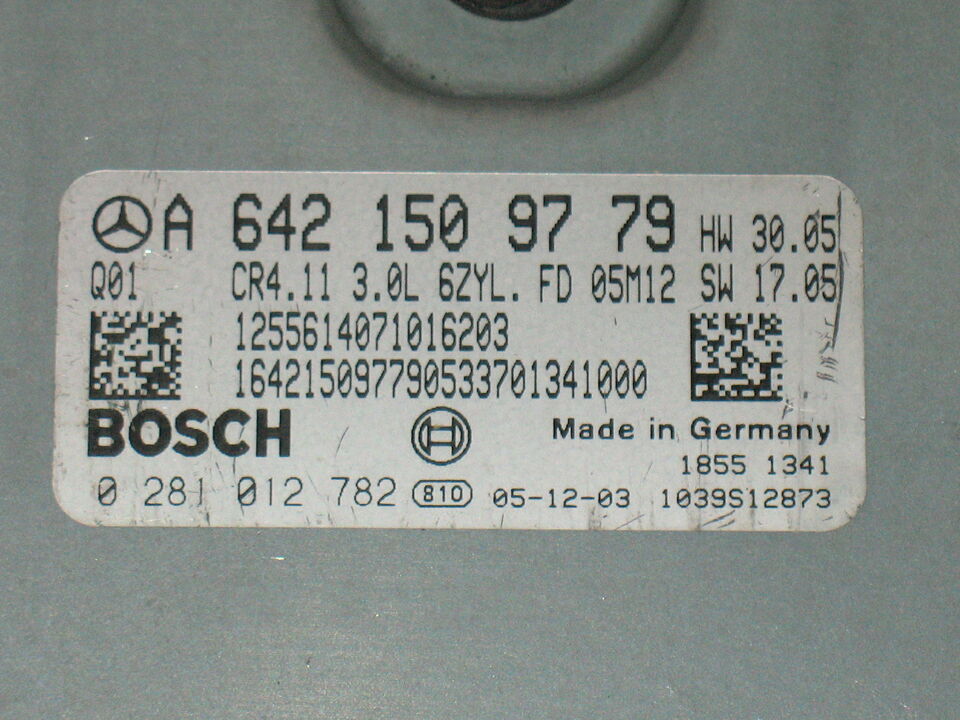 A 642 150 97 79 HW 30.05
Q01 CR4.11 3.0L 6ZYL. FD 05M12 SW 17.05
1255614071016203
164215097790533701341000
BOSCH Made in Germany
1855 1341
0 281 012 782 810 05-12-03 1039S12873